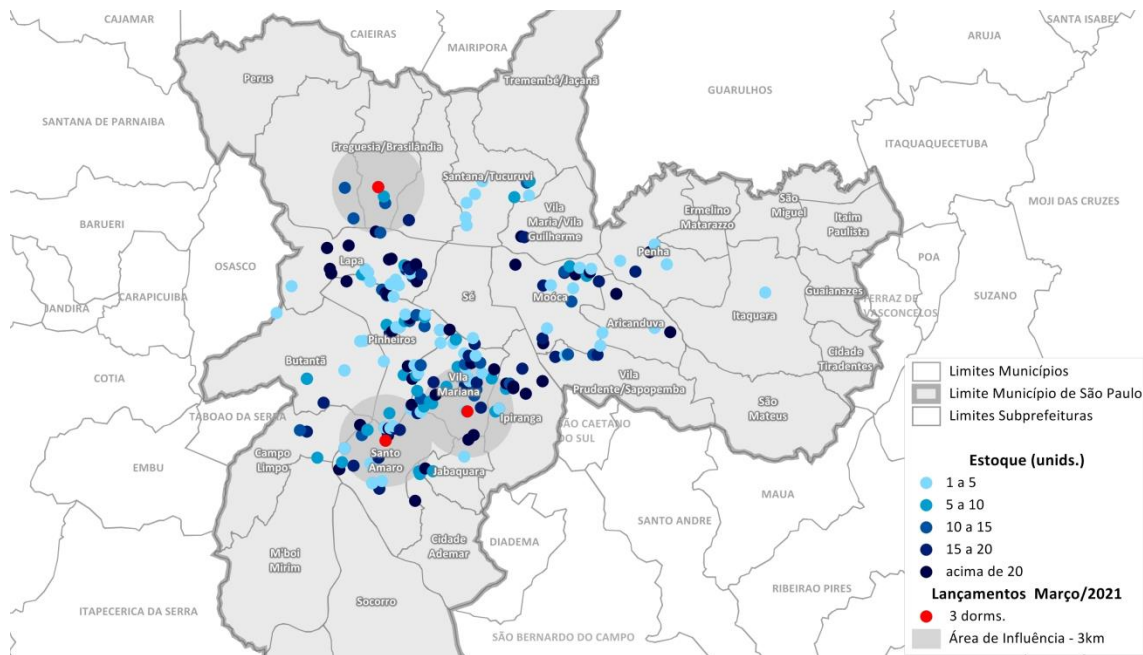 CAJAMAR
CAIEIRAS
MAIRIPORA
SANTA ISABEL
ARUJA
Perus
Tremembé/Jaçanã
GUARULHOS
SANTANA DE PARNAIBA
ITAQUAQUECETUBA
Freguesia/Brasilândia
Santana/Tucuruvi
Vila
Maria/Vila
Guilherme
Ermelino
Matarazzo
São
Miguel
Itaim
Paulista
MOJI DAS CRUZES
BARUERI
OSASCO
Lapa
Penha
POA
CARAPICUIBA
JANDIRA
Sé
Moóca
Aricanduva
Itaquera
Guaianazes
FERRAZ DE
VASCONCELOS
SUZANO
Pinheiros
Butantã
Vila
Mariana
Vila
Prudente/Sapopemba
Cidade
Tiradentes
COTIA
TABOAO DA SERRA
Ipiranga
SÃO CAETANO
DO SUL
São
Mateus
EMBU
Campo
Limpo
Santo
Amaro
Jabaquara
MAUA
SANTO ANDRE
Cidade
Ademar
DIADEMA
M'boi
Mirim
Socorro
ITAPECERICA DA SERRA
SÃO BERNARDO DO CAMPO
RIBEIRAO PIRES
Limites Municípios
Limite Município de São Paulo
Limites Subprefeituras
Estoque (unids.)
1 a 5
5 a 10
10 a 15
15 a 20
acima de 20
Lançamentos Março/2021
3 dorms.
Área de Influência - 3km